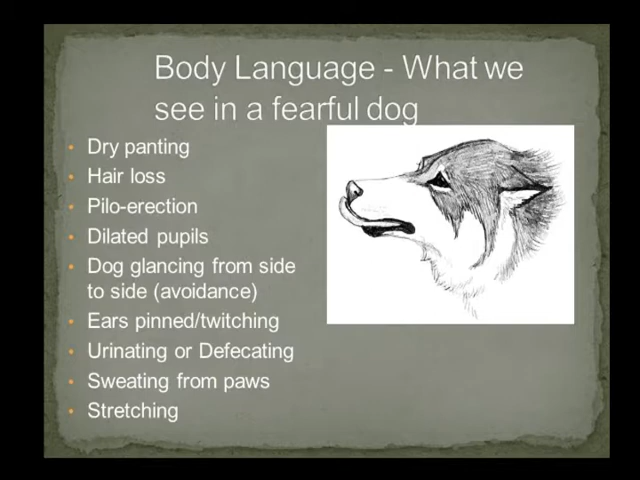 Body Language - What we
see in a fearful dog
• Dry panting
• Hair loss
• Pilo-erection
• Dilated pupils
• Dog glancing from side
to side (avoidance)
• Ears pinned/twitching
• Urinating or Defecating
• Sweating from paws
• Stretching